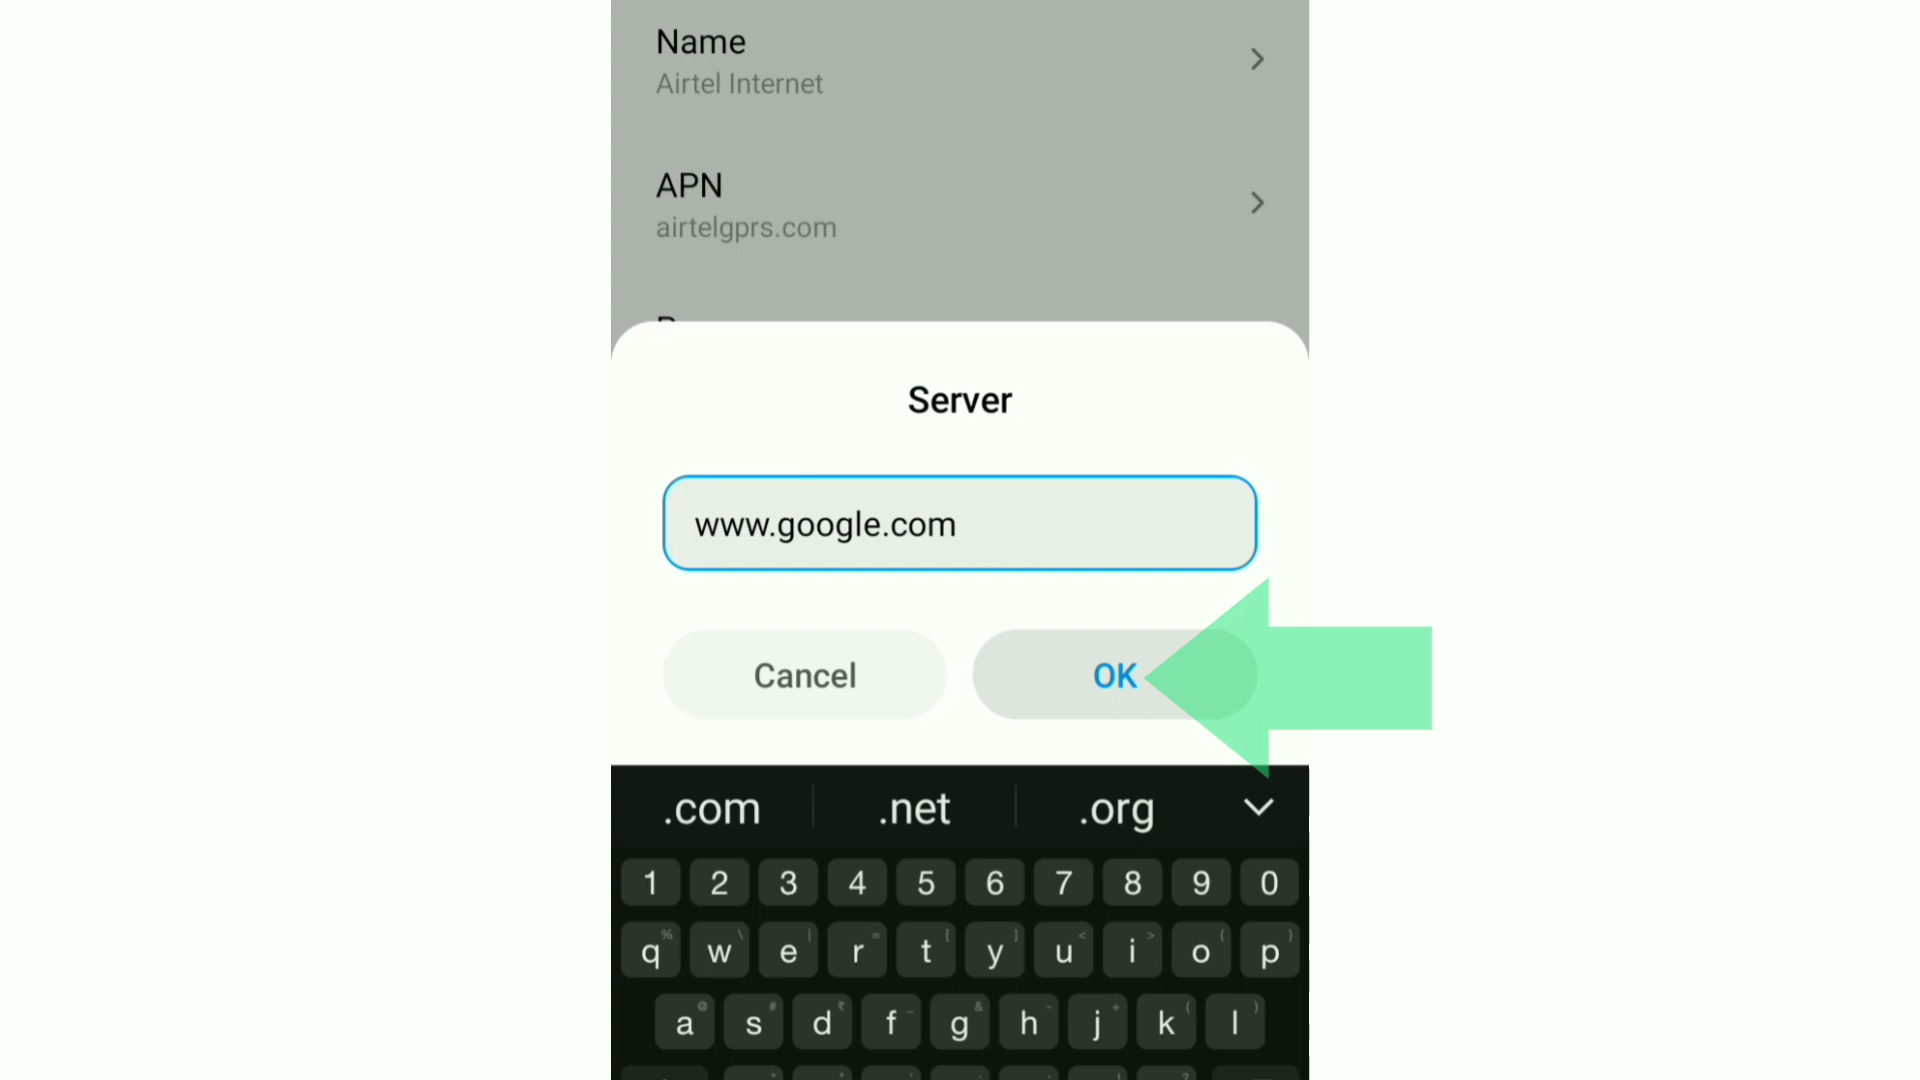 Name
Airtel Internet
APN
airtelgprs.com
Server
www.google.com
Cancel
OK
.com .net .org
1 2 3 4 5 6 7 8 9 0
q w e r t y u i o p
a s d f g h j k l